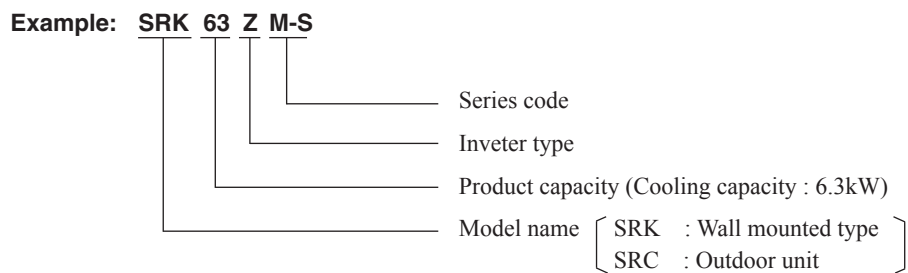 Example: SRK 63 Z M-S
Series code
Inveter type
Product capacity (Cooling capacity : 6.3kW)
Model name SRK : Wall mounted type
SRC : Outdoor unit